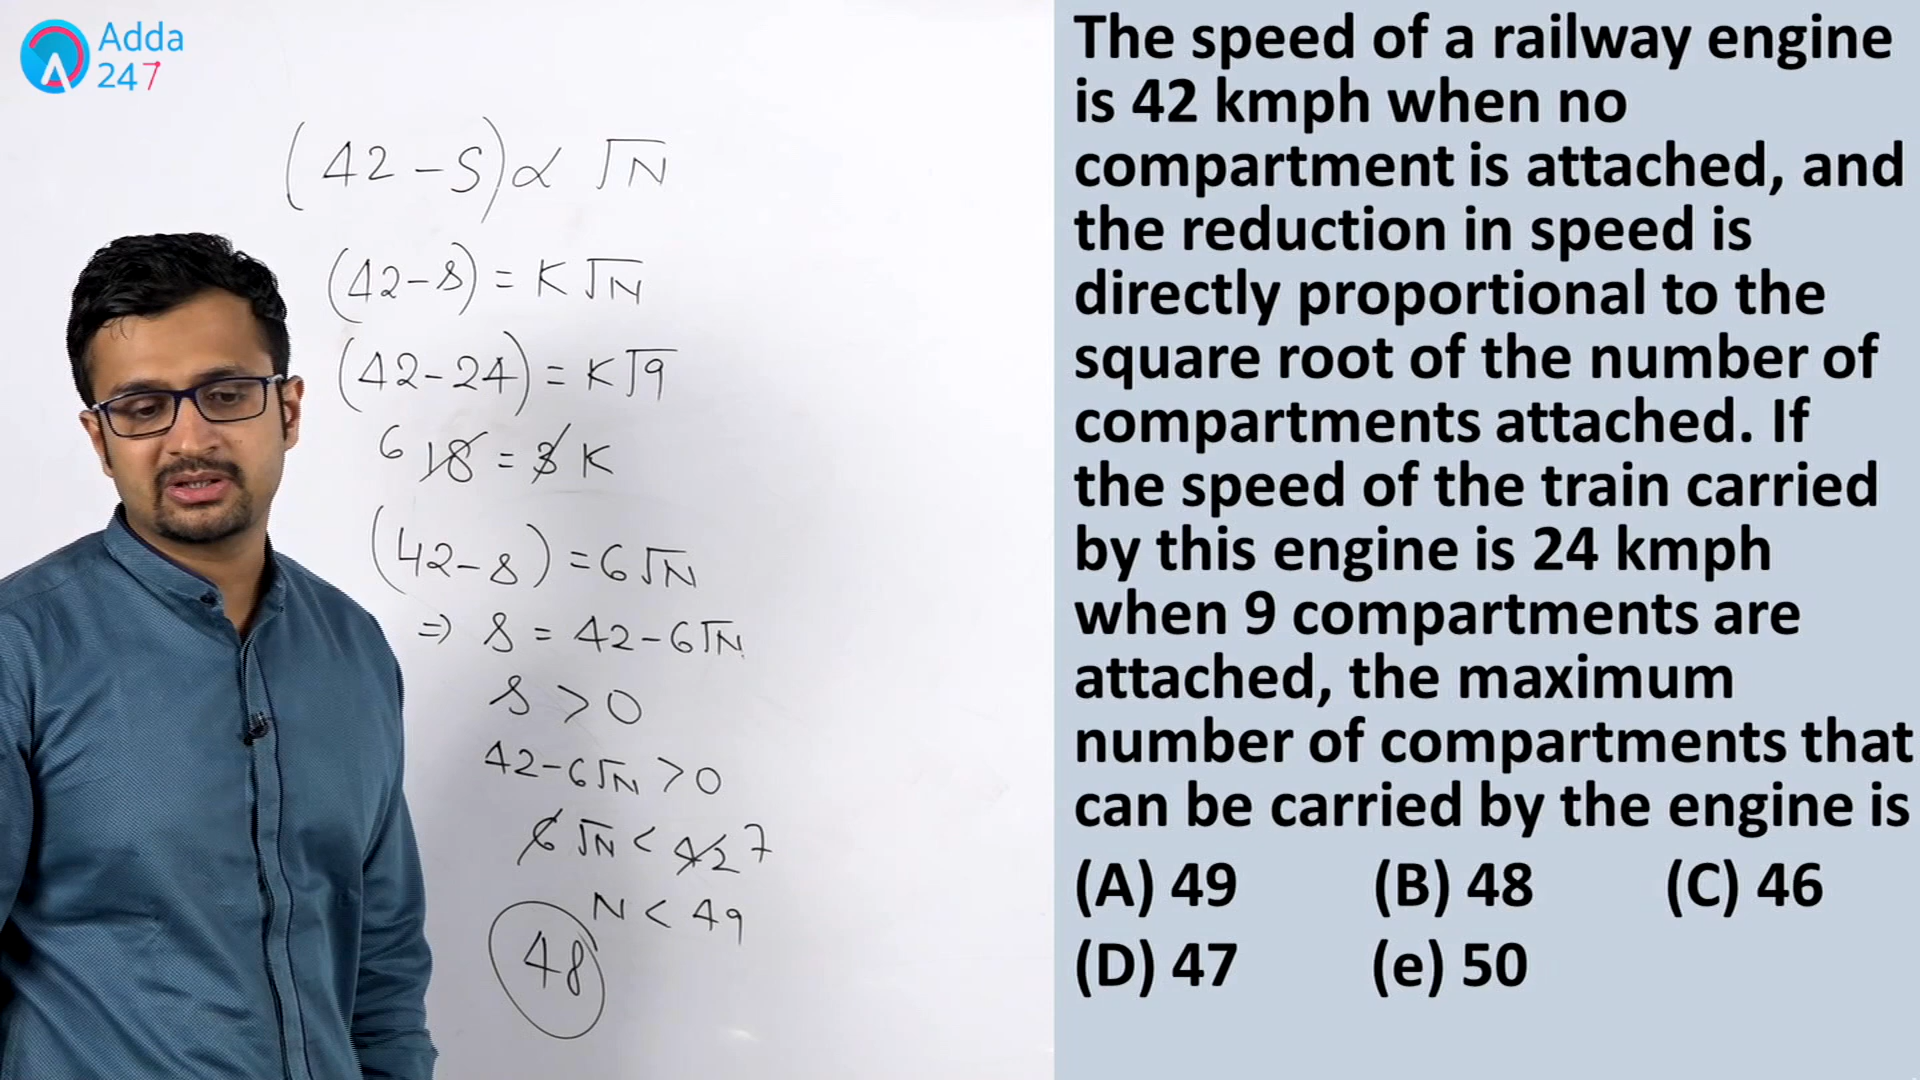 Adda
247
(42 - S) ∝ √N
(42 - s) = K√N
(42 - 24) = K√9
6 18 = 3 K
(42 - s) = 6√N
⇒ s = 42 - 6√N
s > 0
42 - 6√N > 0
6√N < 42 7
N < 49
48
The speed of a railway engine
is 42 kmph when no
compartment is attached, and
the reduction in speed is
directly proportional to the
square root of the number of
compartments attached. If
the speed of the train carried
by this engine is 24 kmph
when 9 compartments are
attached, the maximum
number of compartments that
can be carried by the engine is
(A) 49 (B) 48 (C) 46
(D) 47 (e) 50